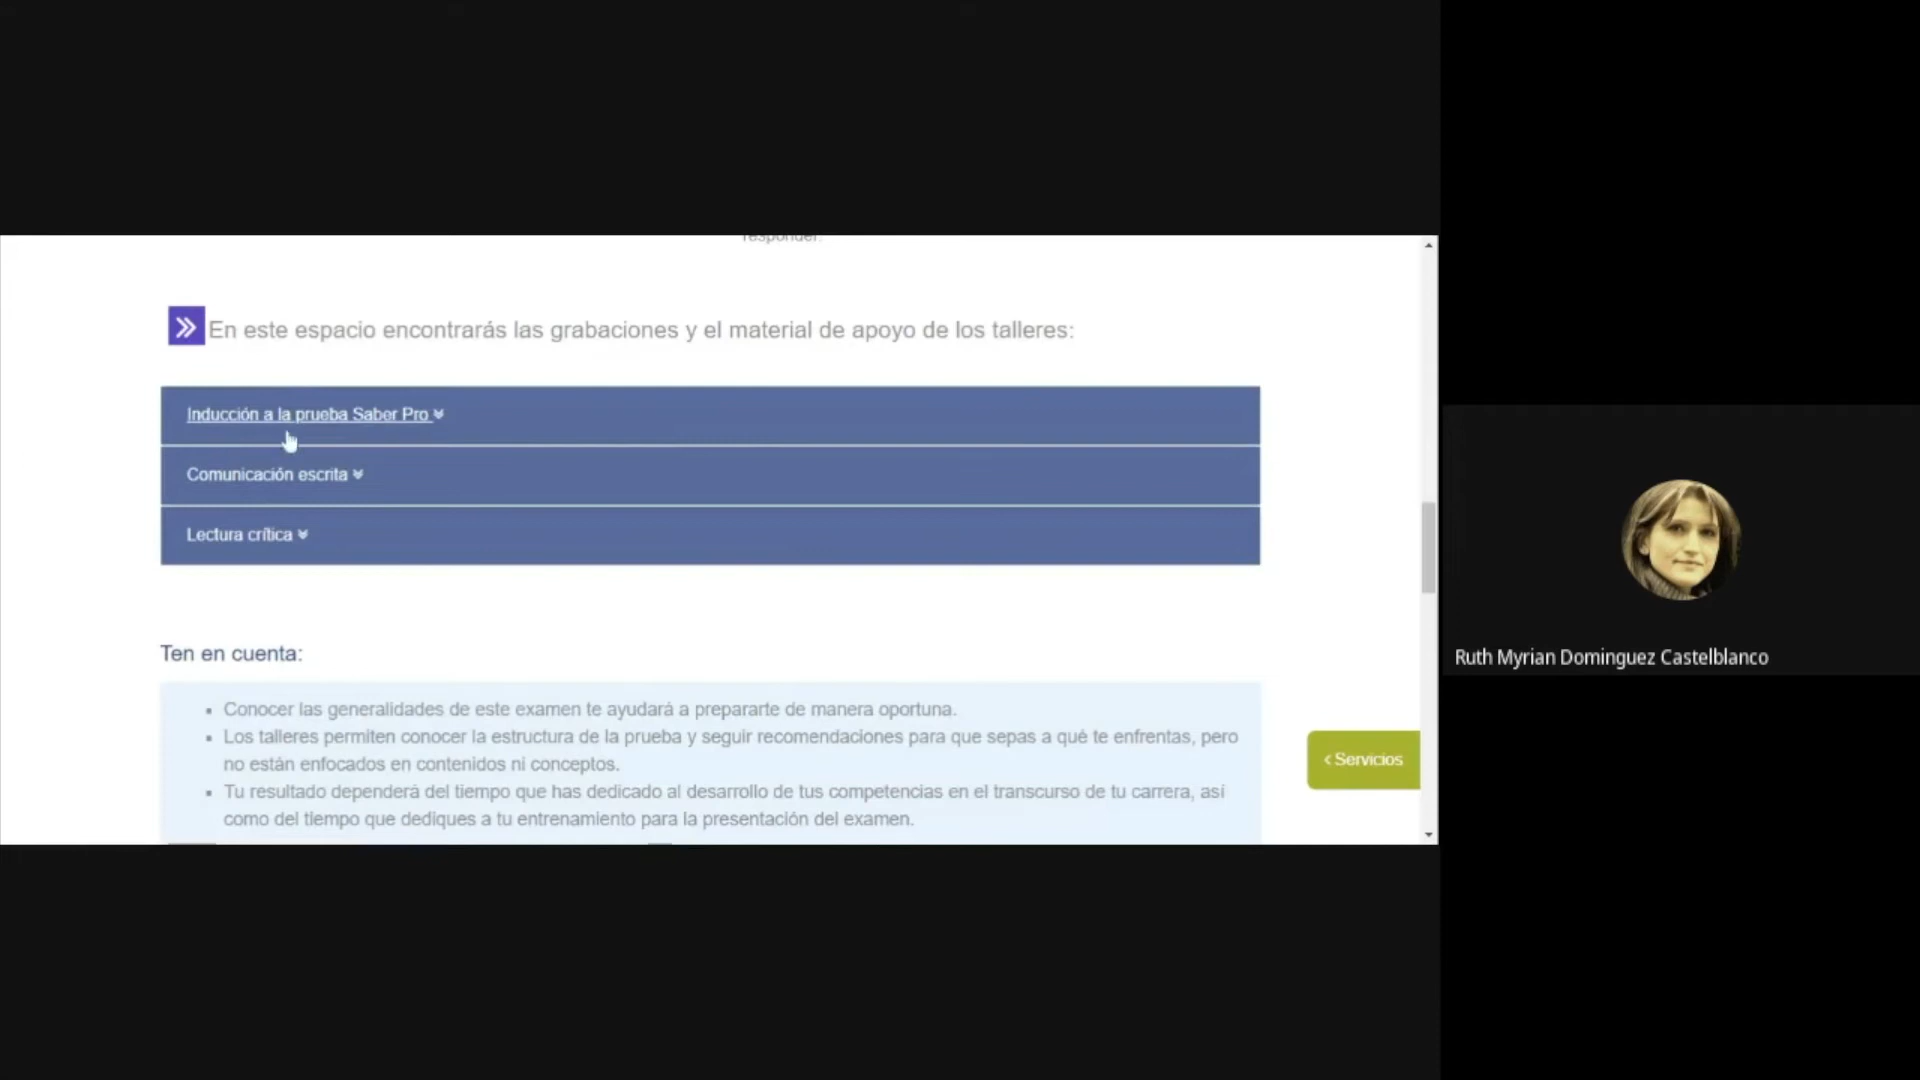 responder.
En este espacio encontrarás las grabaciones y el material de apoyo de los talleres:
Inducción a la prueba Saber Pro
Comunicación escrita
Lectura crítica
Ten en cuenta:
Conocer las generalidades de este examen te ayudará a prepararte de manera oportuna.
Los talleres permiten conocer la estructura de la prueba y seguir recomendaciones para que sepas a qué te enfrentas, pero
no están enfocados en contenidos ni conceptos.
Tu resultado dependerá del tiempo que has dedicado al desarrollo de tus competencias en el transcurso de tu carrera, así
como del tiempo que dediques a tu entrenamiento para la presentación del examen.
< Servicios
Ruth Myrian Dominguez Castelblanco